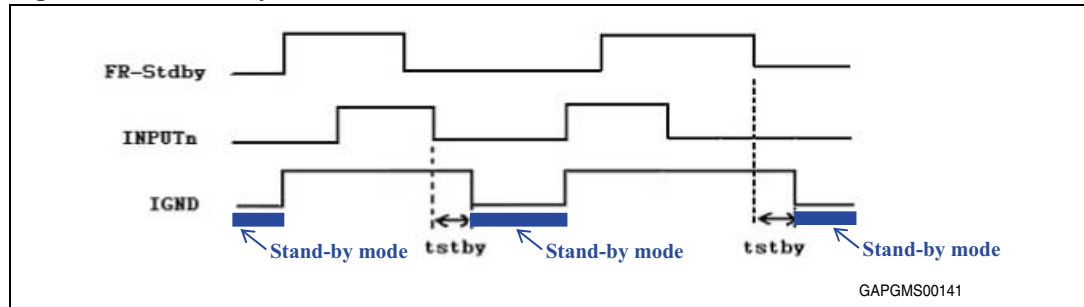 FR-Stdby
INPUTn
IGND
Stand-by mode
tstby
Stand-by mode
tstby
Stand-by mode
GAPGMS00141